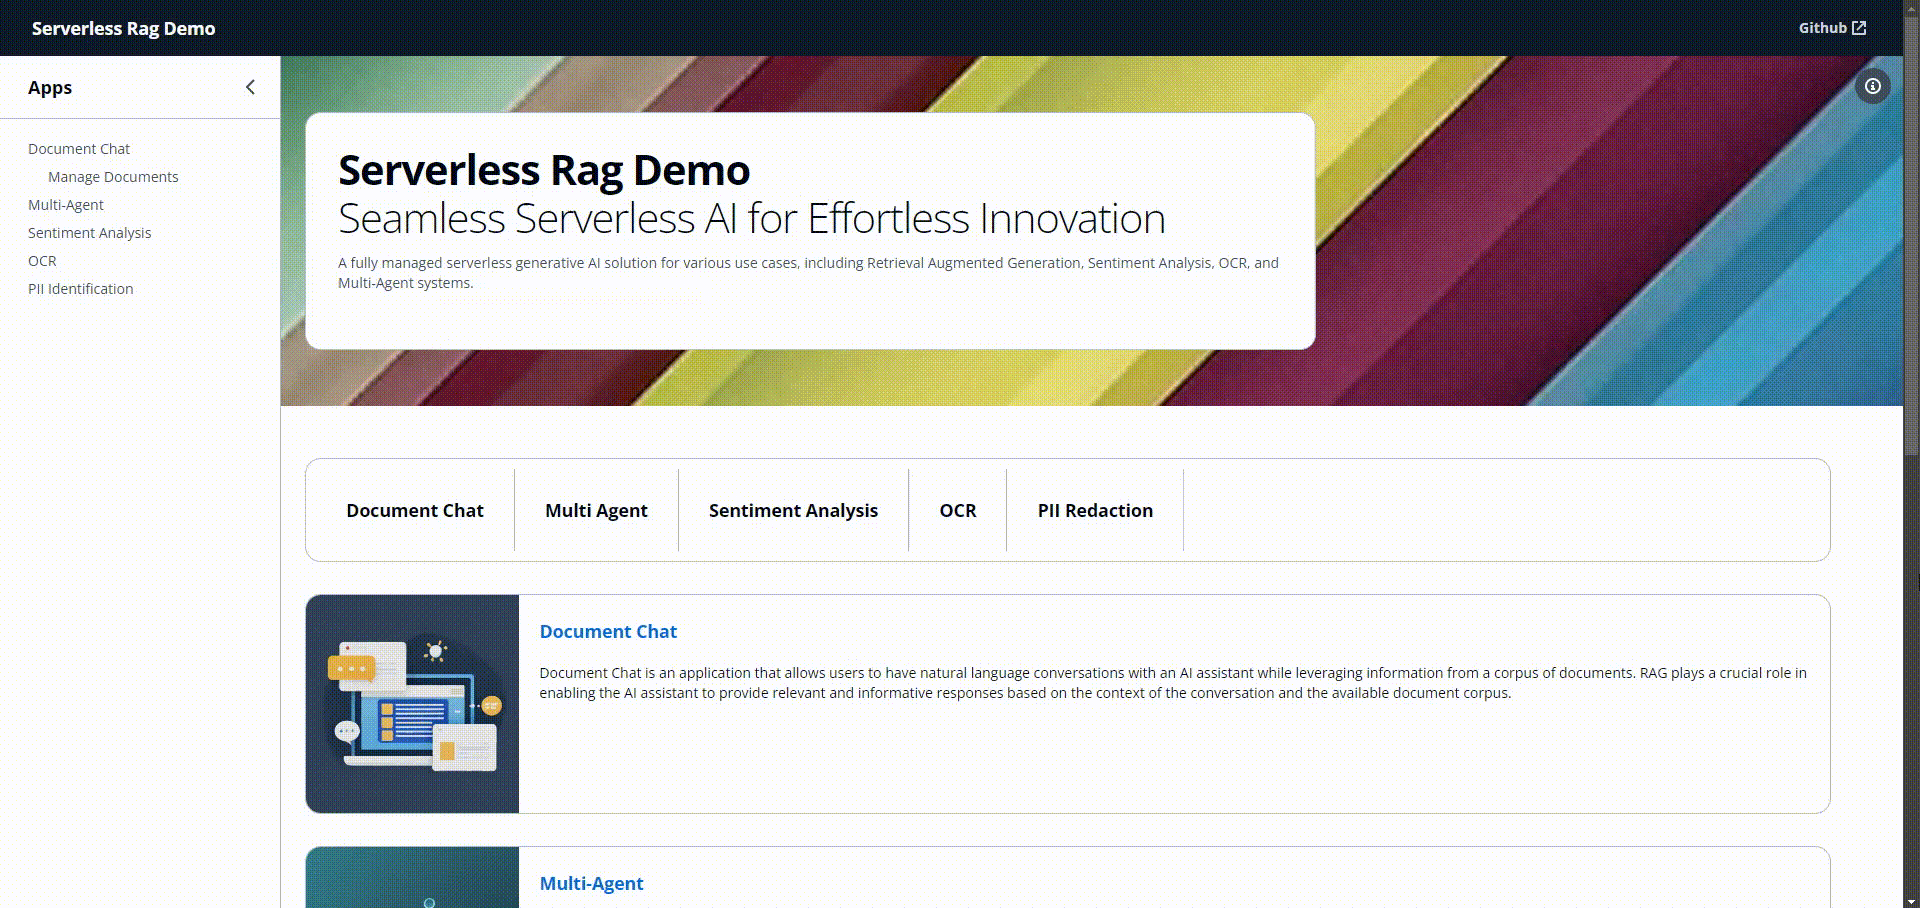 Serverless Rag Demo
Github
Apps
Document Chat
Manage Documents
Multi-Agent
Sentiment Analysis
OCR
PII Identification
Serverless Rag Demo
Seamless Serverless AI for Effortless Innovation
A fully managed serverless generative AI solution for various use cases, including Retrieval Augmented Generation, Sentiment Analysis, OCR, and
Multi-Agent systems.
Document Chat
Multi Agent
Sentiment Analysis
OCR
PII Redaction
Document Chat
Document Chat is an application that allows users to have natural language conversations with an AI assistant while leveraging information from a corpus of documents. RAG plays a crucial role in
enabling the AI assistant to provide relevant and informative responses based on the context of the conversation and the available document corpus.
Multi-Agent